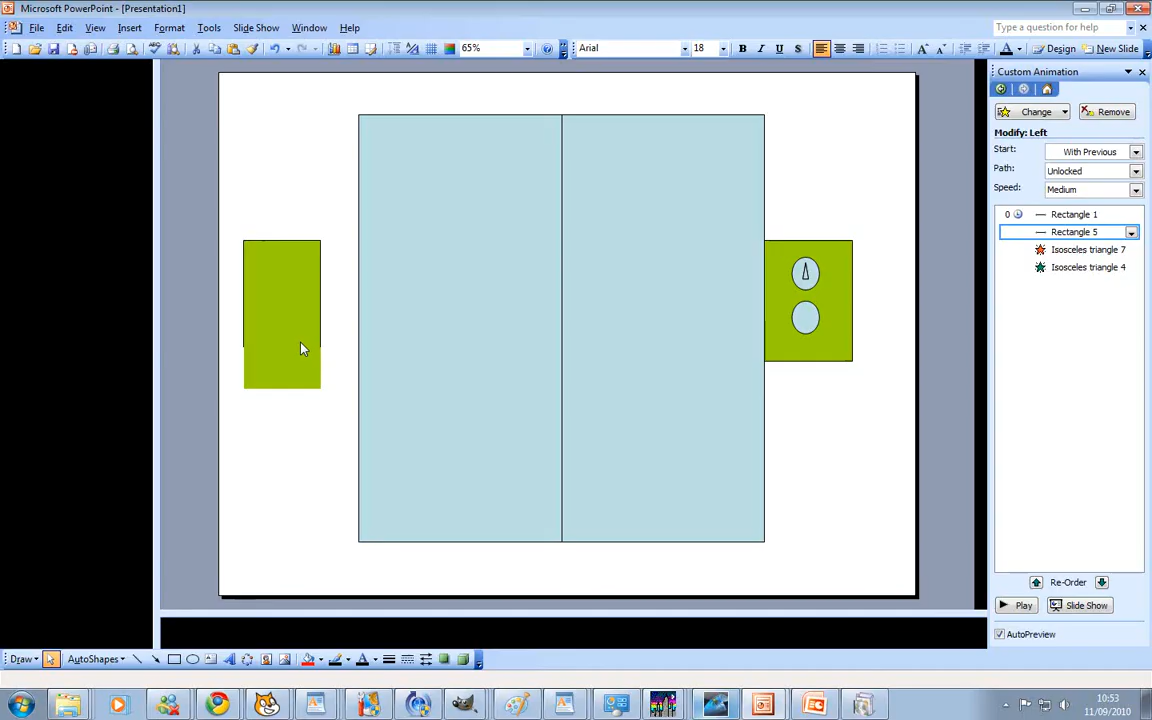 Microsoft PowerPoint - [Presentation1]
File Edit View Insert Format Tools Slide Show Window Help
Type a question for help
65%
Arial
18
B I U S
A
Design
New Slide
Custom Animation
Change
Remove
Modify: Left
Start: With Previous
Path: Unlocked
Speed: Medium
0 Rectangle 1
Rectangle 5
Isosceles triangle 7
Isosceles triangle 4
Re-Order
Play
Slide Show
AutoPreview
Draw
AutoShapes
A
10:53
11/09/2010